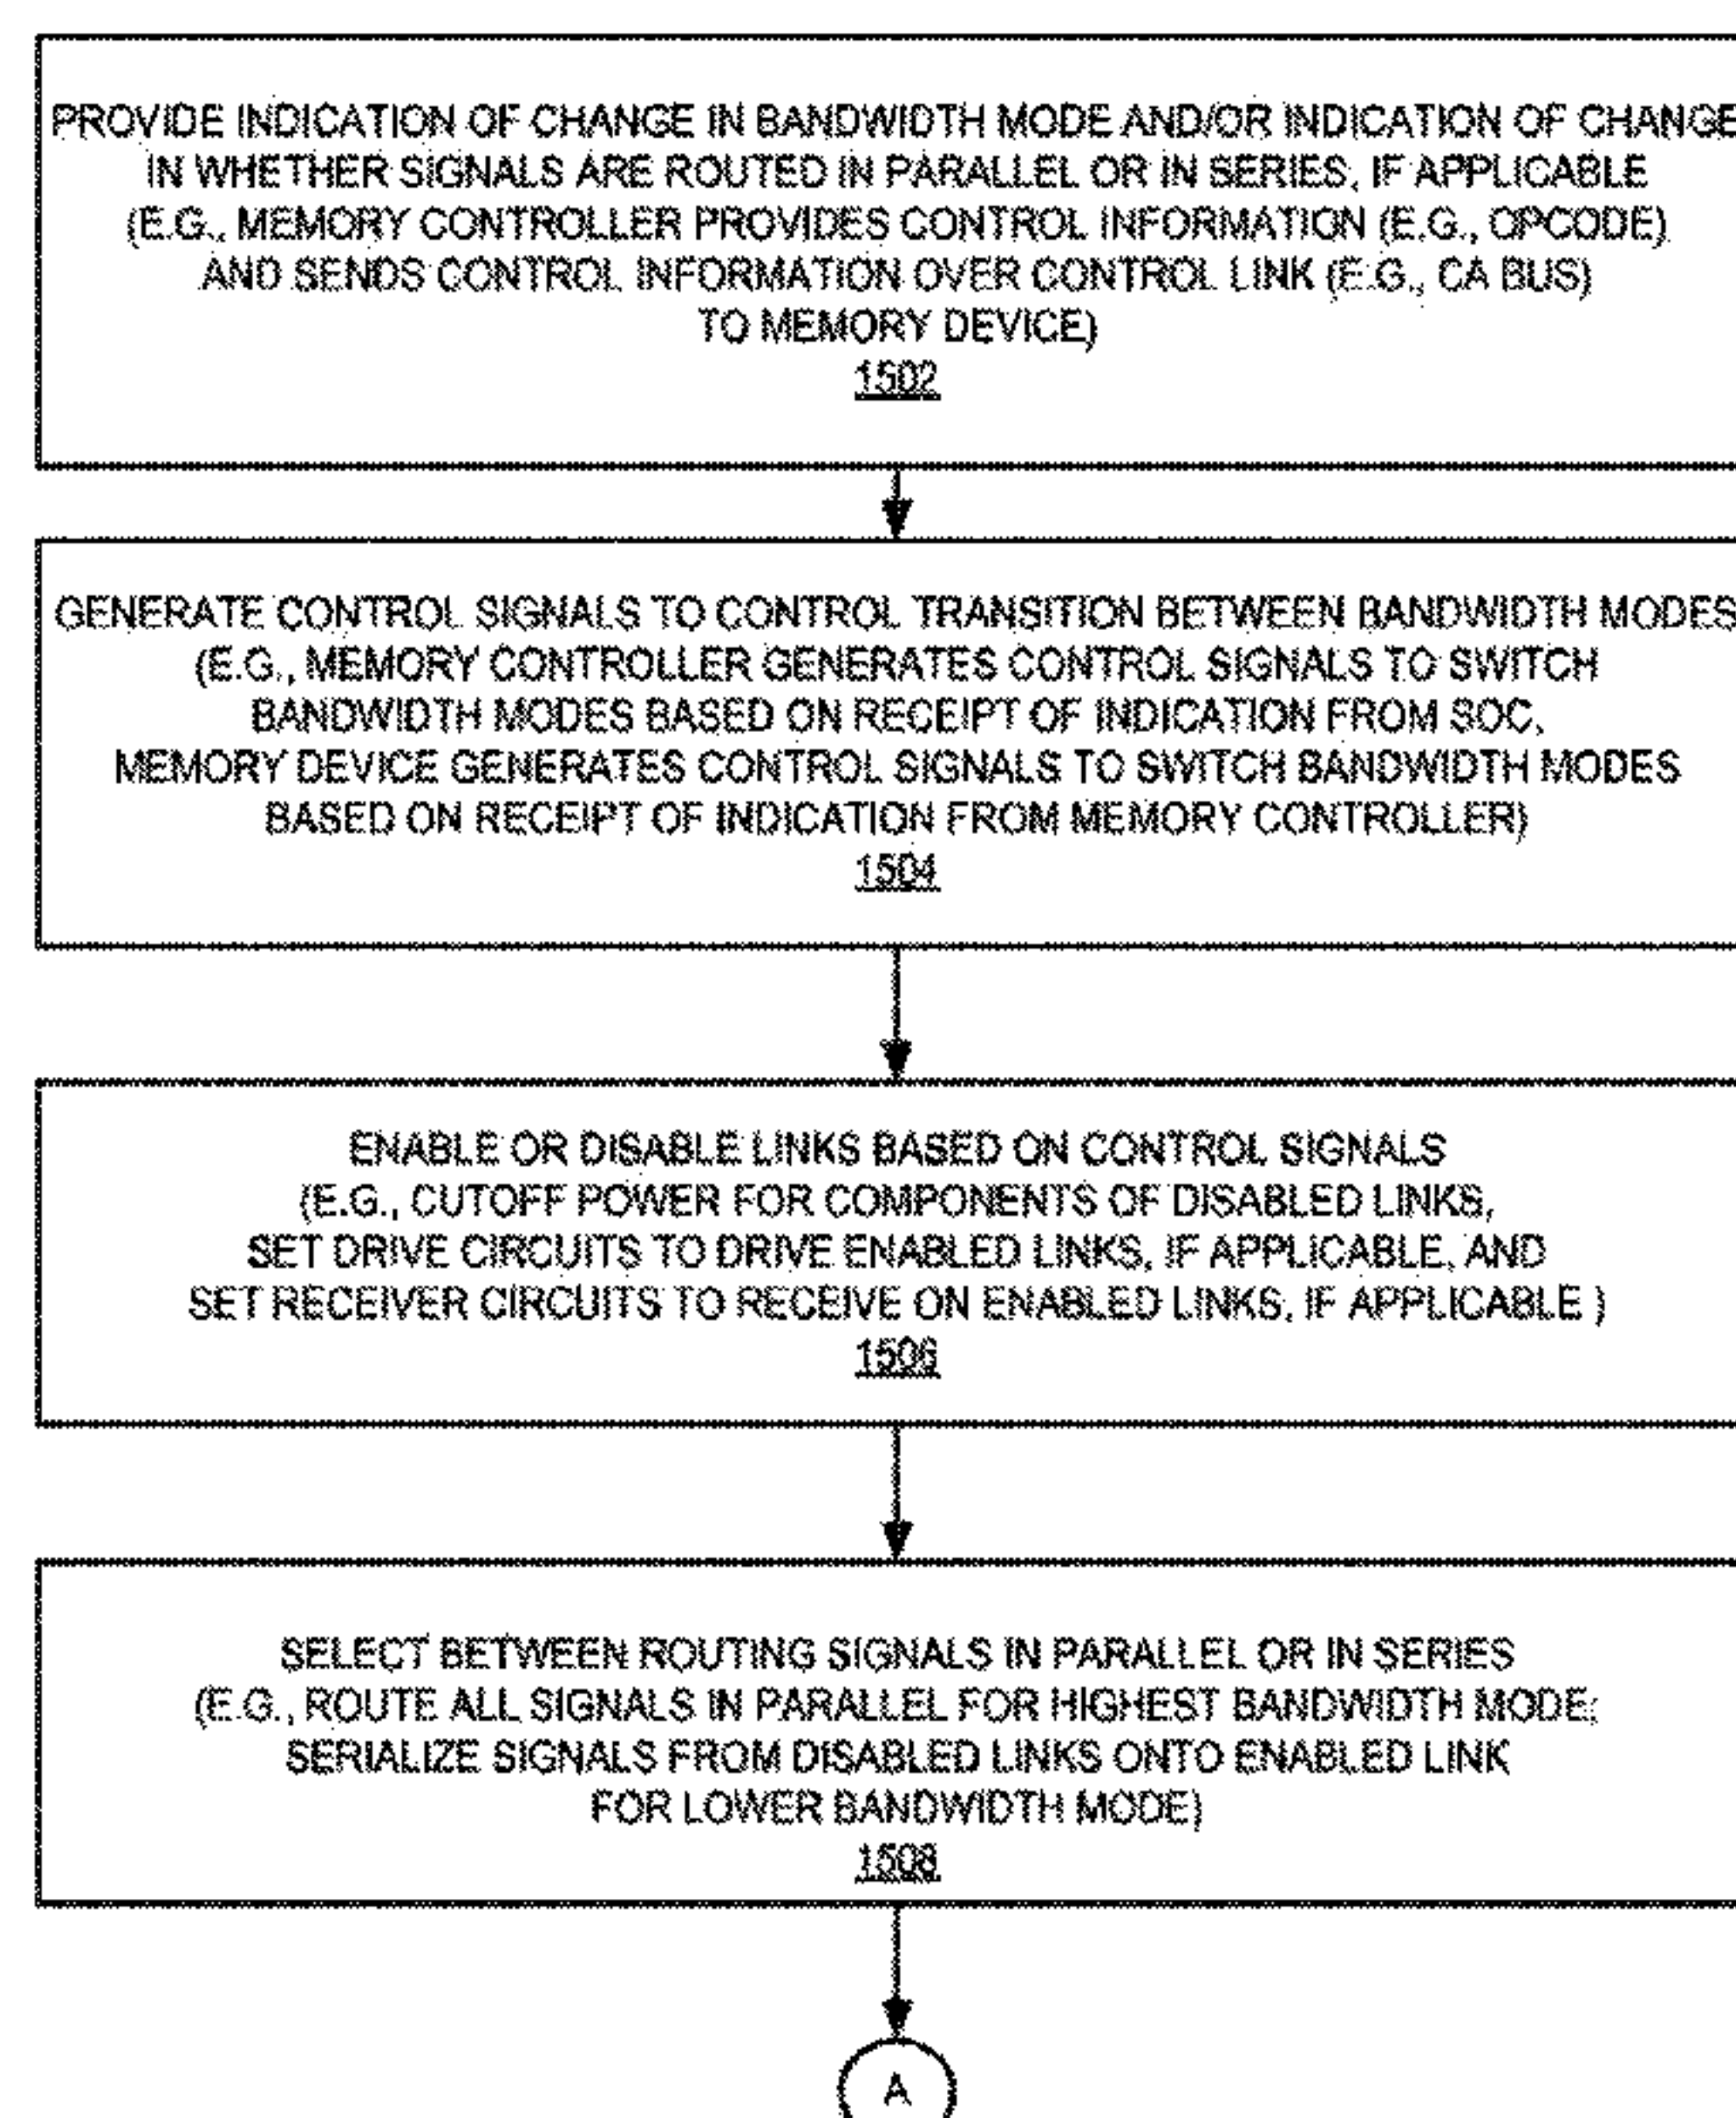 PROVIDE INDICATION OF CHANGE IN BANDWIDTH MODE AND/OR INDICATION OF CHANGE
IN WHETHER SIGNALS ARE ROUTED IN PARALLEL OR IN SERIES, IF APPLICABLE
(E.G., MEMORY CONTROLLER PROVIDES CONTROL INFORMATION (E.G., OPCODE)
AND SENDS CONTROL INFORMATION OVER CONTROL LINK (E.G., CA BUS)
TO MEMORY DEVICE)
1502
GENERATE CONTROL SIGNALS TO CONTROL TRANSITION BETWEEN BANDWIDTH MODES
(E.G., MEMORY CONTROLLER GENERATES CONTROL SIGNALS TO SWITCH
BANDWIDTH MODES BASED ON RECEIPT OF INDICATION FROM SOC,
MEMORY DEVICE GENERATES CONTROL SIGNALS TO SWITCH BANDWIDTH MODES
BASED ON RECEIPT OF INDICATION FROM MEMORY CONTROLLER)
1504
ENABLE OR DISABLE LINKS BASED ON CONTROL SIGNALS
(E.G., CUTOFF POWER FOR COMPONENTS OF DISABLED LINKS,
SET DRIVE CIRCUITS TO DRIVE ENABLED LINKS, IF APPLICABLE, AND
SET RECEIVER CIRCUITS TO RECEIVE ON ENABLED LINKS, IF APPLICABLE )
1506
SELECT BETWEEN ROUTING SIGNALS IN PARALLEL OR IN SERIES
(E.G., ROUTE ALL SIGNALS IN PARALLEL FOR HIGHEST BANDWIDTH MODE;
SERIALIZE SIGNALS FROM DISABLED LINKS ONTO ENABLED LINK
FOR LOWER BANDWIDTH MODE)
1508
A